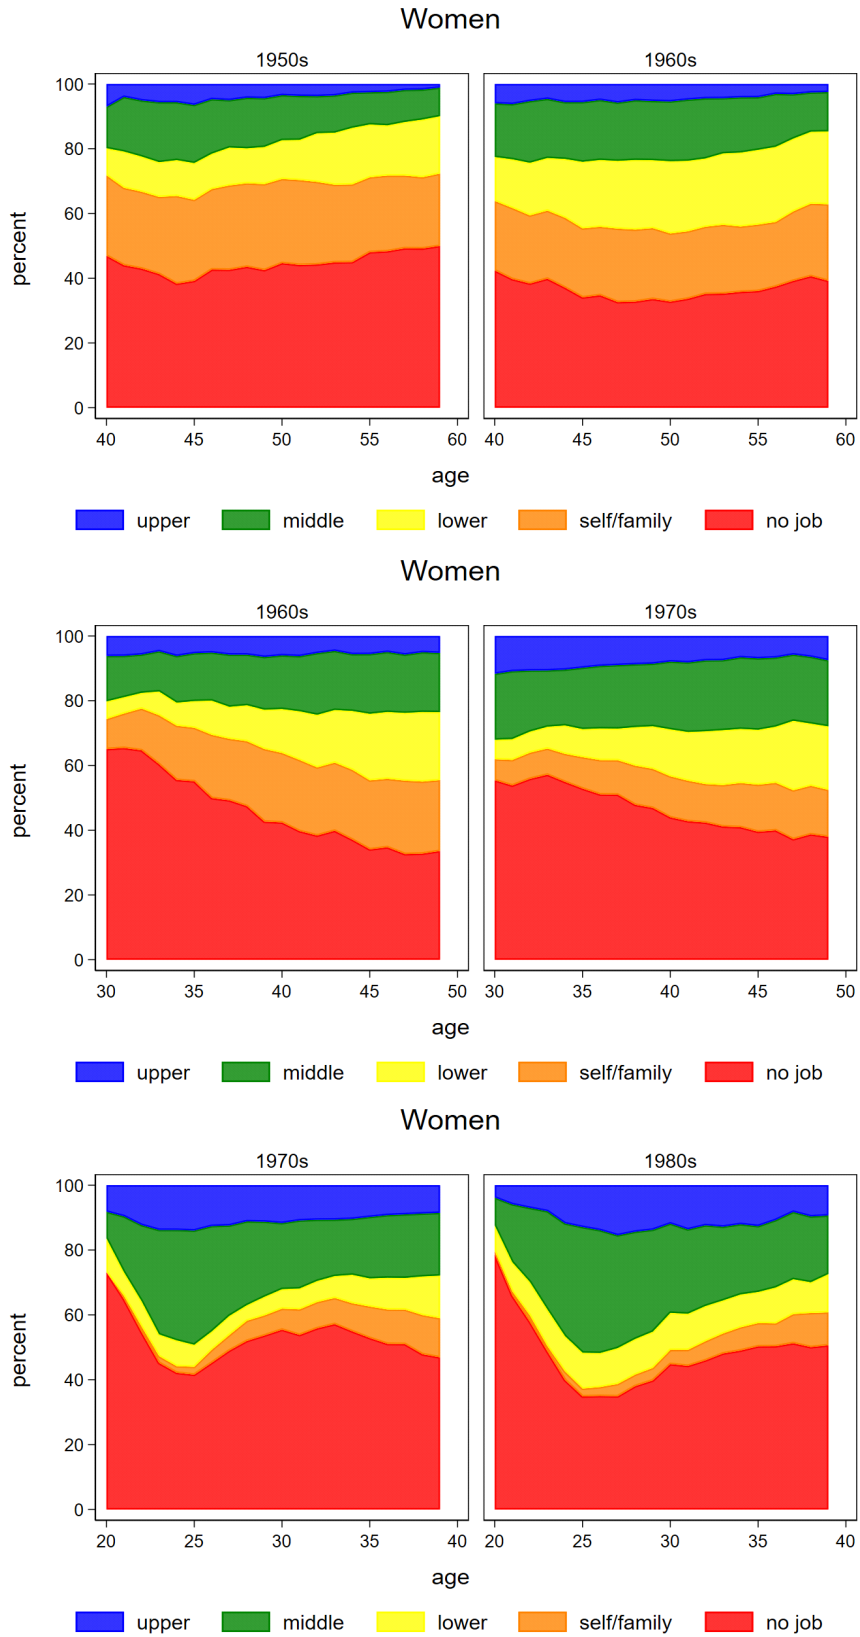 Women
1950s 1960s
100
80
60
40
20
0
percent
40 45 50 55 60 40 45 50 55 60
age
upper middle lower self/family no job
Women
1960s 1970s
100
80
60
40
20
0
percent
30 35 40 45 50 30 35 40 45 50
age
upper middle lower self/family no job
Women
1970s 1980s
100
80
60
40
20
0
percent
20 25 30 35 40 20 25 30 35 40
age
upper middle lower self/family no job